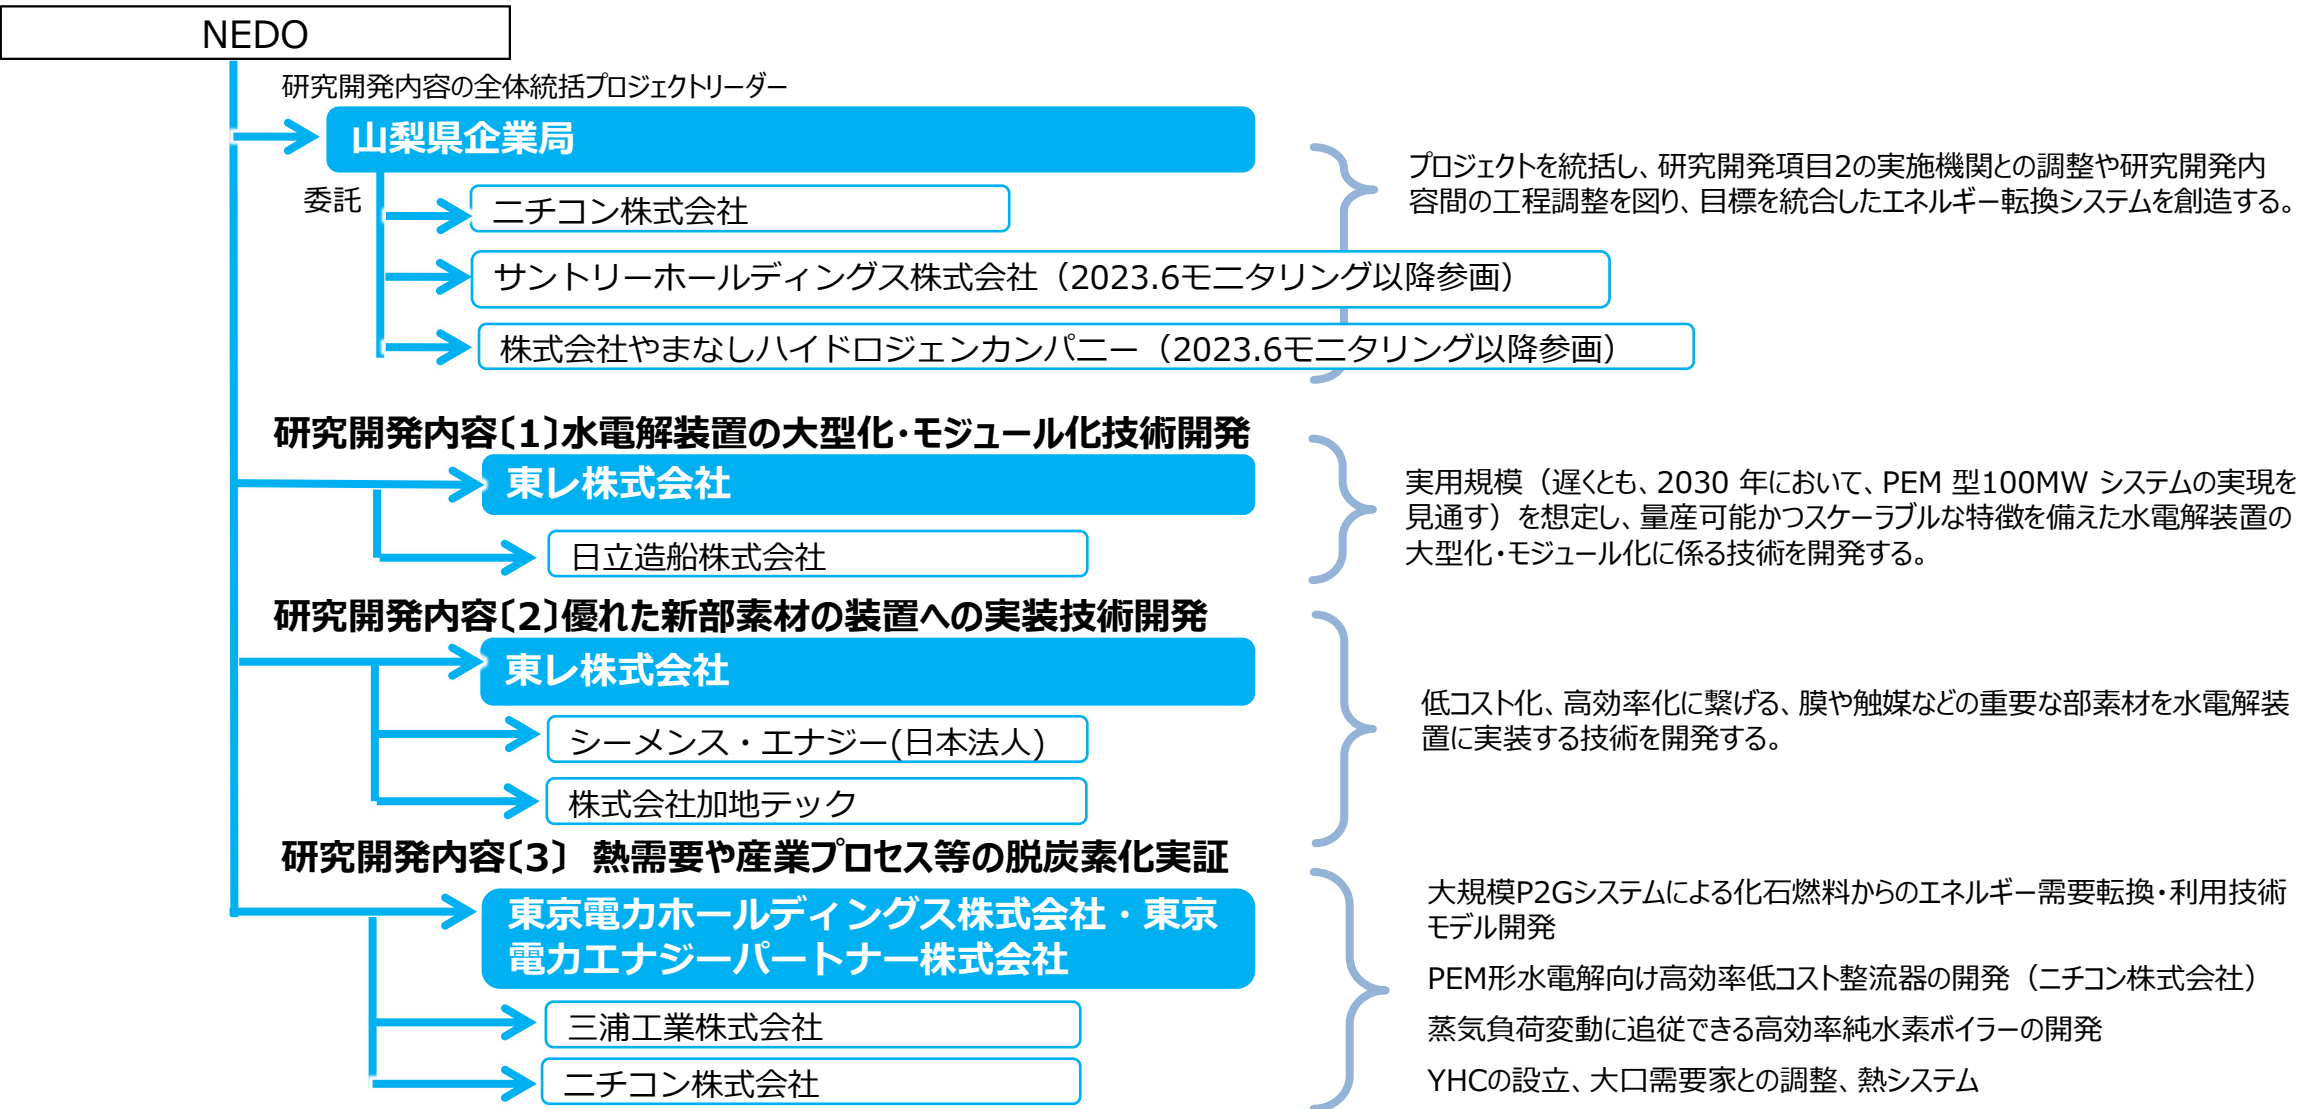 NEDO
研究開発内容の全体統括プロジェクトリーダー
山梨県企業局
委託
ニチコン株式会社
サントリーホールディングス株式会社（2023.6モニタリング以降参画）
株式会社やまなしハイドロジェンカンパニー（2023.6モニタリング以降参画）
プロジェクトを統括し、研究開発項目2の実施機関との調整や研究開発内
容間の工程調整を図り、目標を統合したエネルギー転換システムを創造する。
研究開発内容〔1〕水電解装置の大型化･モジュール化技術開発
東レ株式会社
日立造船株式会社
実用規模（遅くとも、2030 年において、PEM 型100MW システムの実現を
見通す）を想定し、量産可能かつスケーラブルな特徴を備えた水電解装置の
大型化･モジュール化に係る技術を開発する。
研究開発内容〔2〕優れた新部素材の装置への実装技術開発
東レ株式会社
シーメンス・エナジー(日本法人)
株式会社加地テック
低コスト化、高効率化に繋げる、膜や触媒などの重要な部素材を水電解装
置に実装する技術を開発する。
研究開発内容〔3〕 熱需要や産業プロセス等の脱炭素化実証
東京電力ホールディングス株式会社・東京
電力エナジーパートナー株式会社
三浦工業株式会社
ニチコン株式会社
大規模P2Gシステムによる化石燃料からのエネルギー需要転換・利用技術
モデル開発
PEM形水電解向け高効率低コスト整流器の開発（ニチコン株式会社）
蒸気負荷変動に追従できる高効率純水素ボイラーの開発
YHCの設立、大口需要家との調整、熱システム